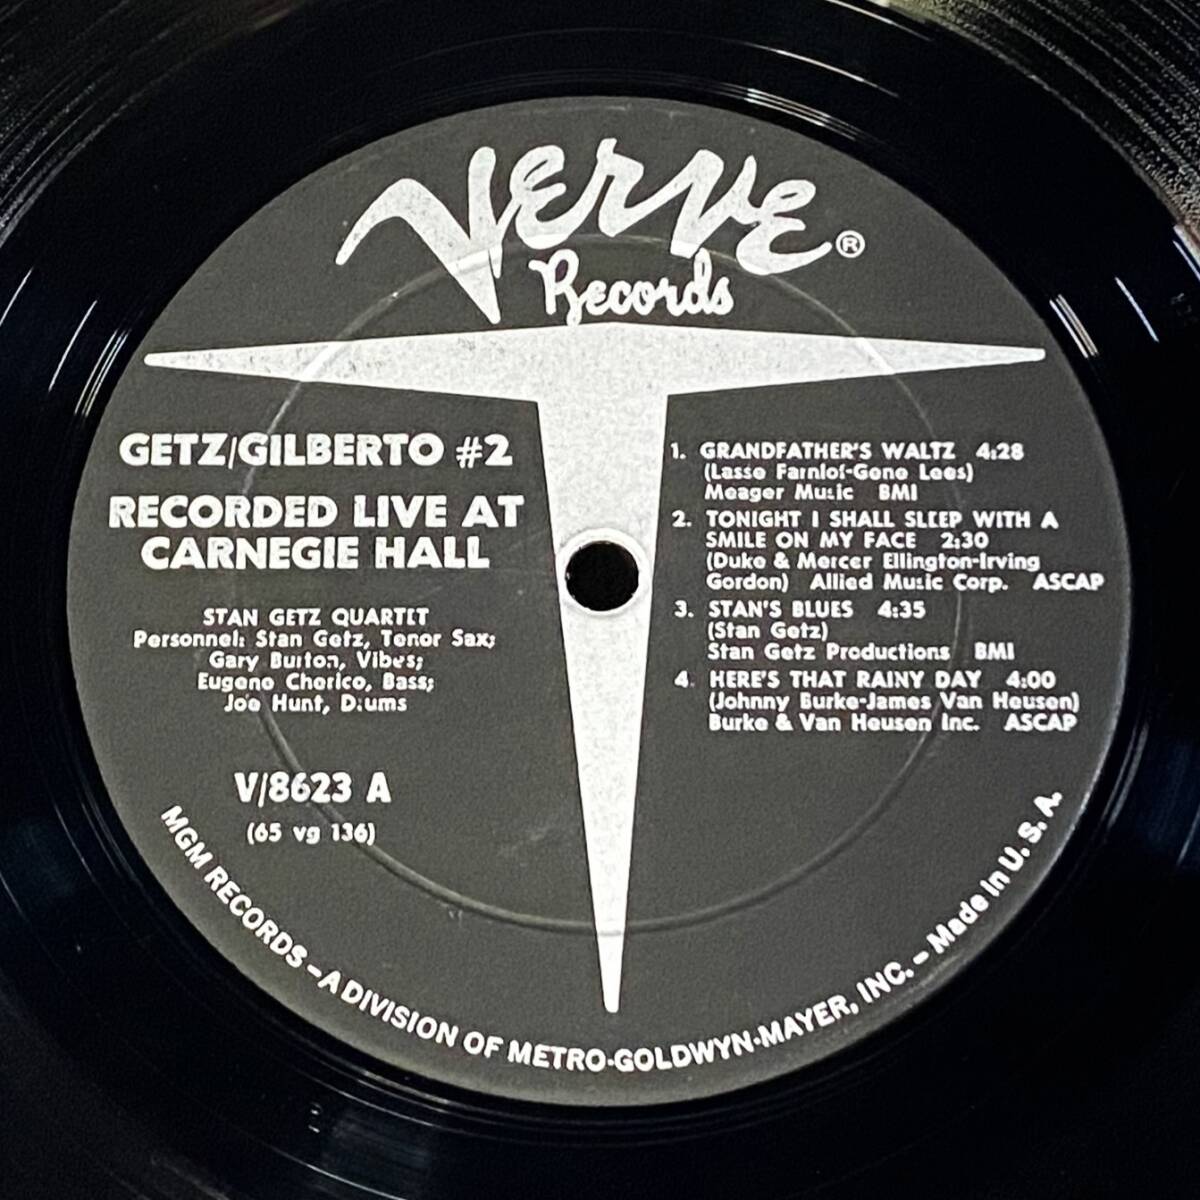 Verve ®
Records
GETZ/GILBERTO #2
RECORDED LIVE AT
CARNEGIE HALL
STAN GETZ QUARTET
Personnel: Stan Getz, Tenor Sax;
Gary Burton, Vibes;
Eugene Cherico, Bass;
Joe Hunt, Drums
V/8623 A
(65 vg 136)
1. GRANDFATHER'S WALTZ 4:28
(Lasse Farnlof-Gene Lees)
Meager Music BMI
2. TONIGHT I SHALL SLEEP WITH A
SMILE ON MY FACE 2:30
(Duke & Mercer Ellington-Irving
Gordon) Allied Music Corp. ASCAP
3. STAN'S BLUES 4:35
(Stan Getz)
Stan Getz Productions BMI
4. HERE'S THAT RAINY DAY 4:00
(Johnny Burke-James Van Heusen)
Burke & Van Heusen Inc. ASCAP
MGM RECORDS – A DIVISION OF METRO-GOLDWYN-MAYER, INC. – Made in U. S. A.